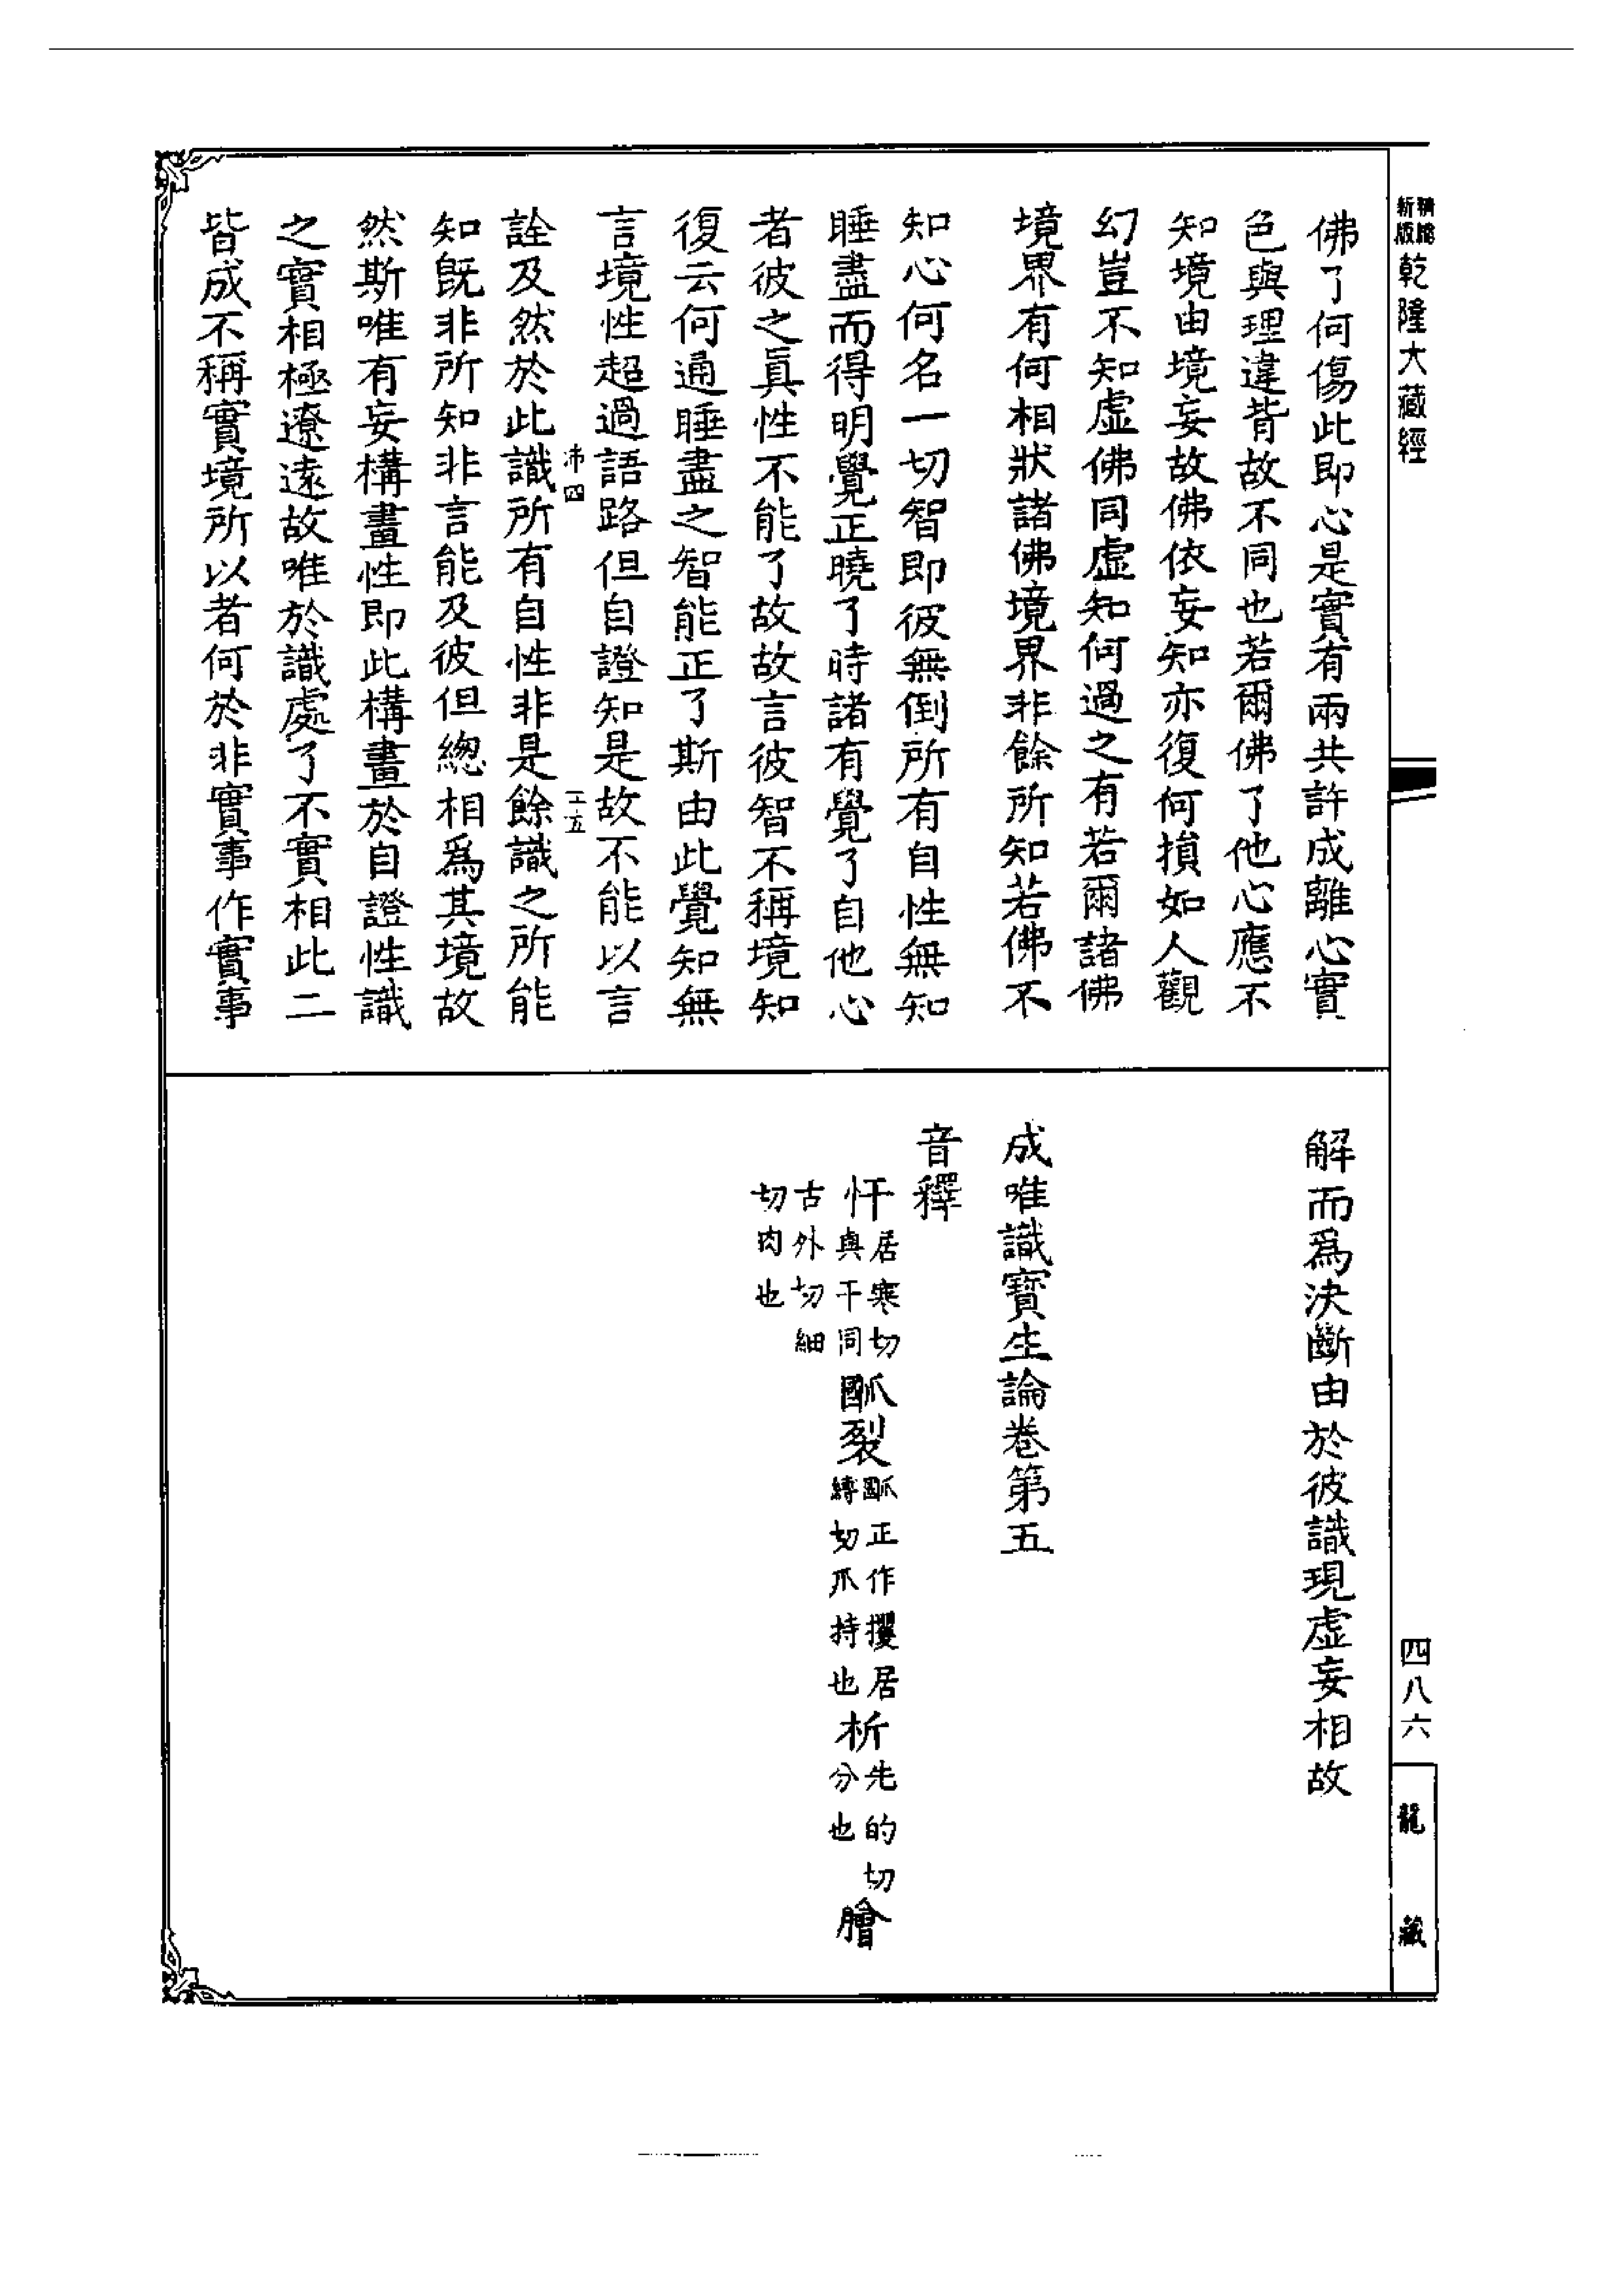 精縮新版乾隆大藏經
佛了何傷此即心是實有兩共許成離心實
色與理違背故不同也若爾佛了他心應不
知境由境妄故佛依妄知亦復何損如人觀
幻豈不知虛佛同虛知何過之有若爾諸佛
境界有何相狀諸佛境界非餘所知若佛不
知心何名一切智即彼無倒所有自性無知
睡盡而得明覺正曉了時諸有覺了自他心
者彼之真性不能了故故言彼智不稱境知
復云何通睡盡之智能正了斯由此覺知無
言境性超過語路但自證知是故不能以言
沛四
工五
詮及然於此識所有自性非是餘識之所能
知既非所知非言能及彼但總相為其境故
然斯唯有妄構畫性即此構畫於自證性識
之實相極遼遠故唯於識處了不實相此二
皆成不稱實境所以者何於非實事作實事
解而為決斷由於彼識現虛妄相故
成唯識寶生論卷第五
音釋
忓居寒切與干同㼌裂㼌正作攫居縛切爪持也析先的切分也膾
古外切細切肉也
四八六
龍藏